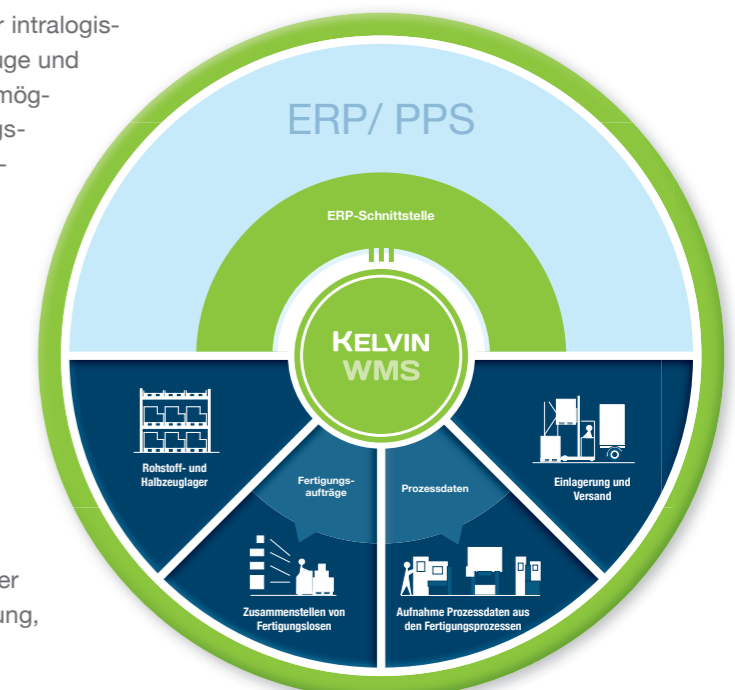 r intralogis-
uge und
mög-
gs-
-
er
ung,
ERP/ PPS
ERP-Schnittstelle
KELVIN
WMS
Rohstoff- und
Halbzeuglager
Fertigungs-
aufträge
Prozessdaten
Einlagerung und
Versand
Zusammenstellen von
Fertigungslosen
Aufnahme Prozessdaten aus
den Fertigungsprozessen